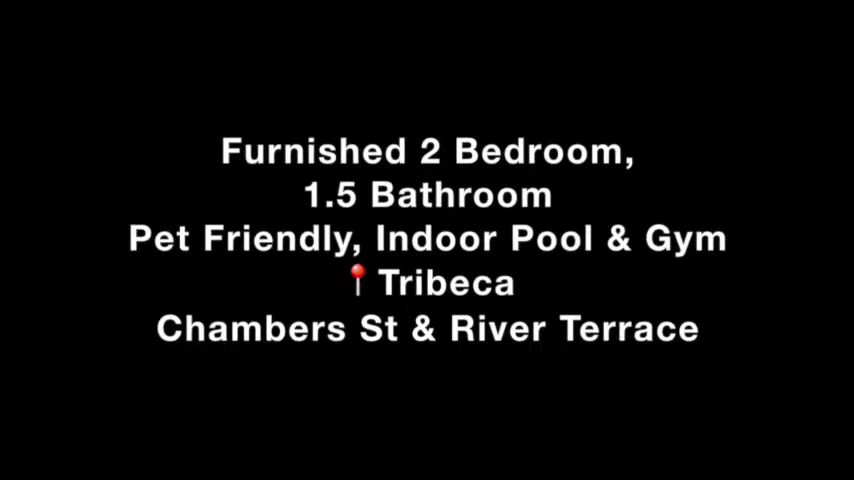 Furnished 2 Bedroom,
1.5 Bathroom
Pet Friendly, Indoor Pool & Gym
📍Tribeca
Chambers St & River Terrace